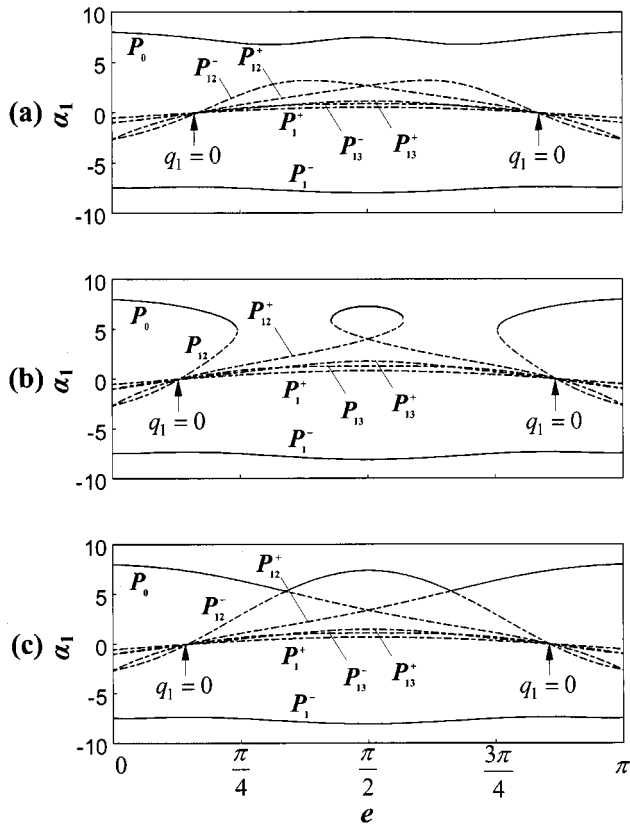 10
P₀
5
P₁₂⁻
P₁₂⁺
(a)
α₁
0
P₁⁺
q₁ = 0
P₁₃⁻
P₁₃⁺
q₁ = 0
-5
P₁⁻
-10
10
P₀
P₁₂⁺
5
P₁₂
(b)
α₁
0
q₁ = 0
P₁⁺
P₁₃
P₁₃⁺
q₁ = 0
-5
P₁⁻
-10
10
P₀
P₁₂⁺
5
P₁₂⁻
(c)
α₁
0
q₁ = 0
P₁⁺
P₁₃⁻
P₁₃⁺
q₁ = 0
-5
P₁⁻
-10
0
π/4
π/2
3π/4
π
e